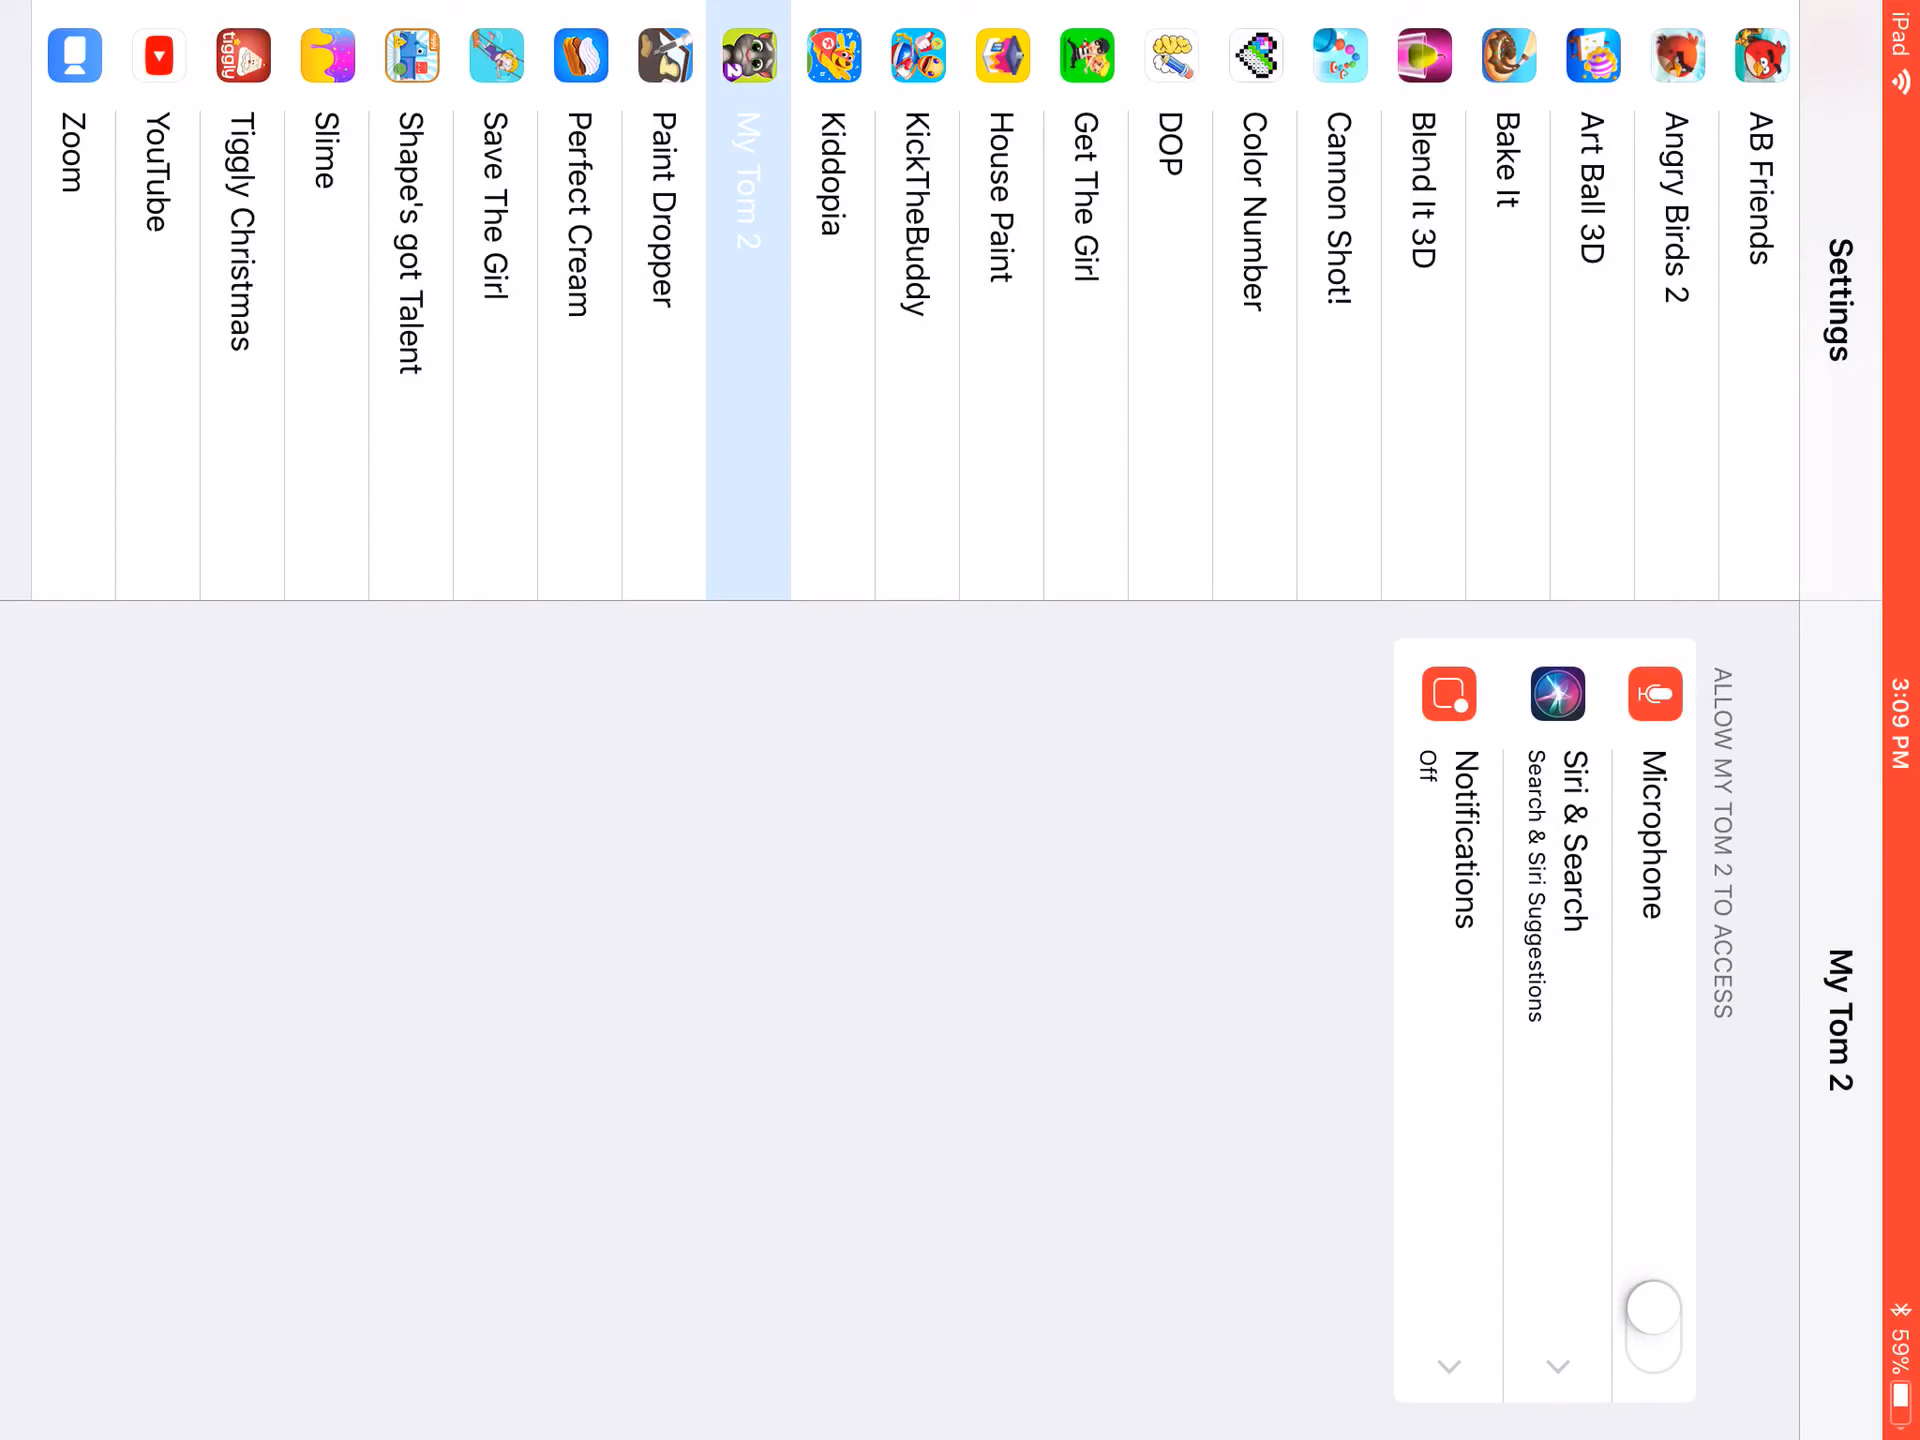 iPad
3:09 PM
59%
Settings
AB Friends
Angry Birds 2
Art Ball 3D
Bake It
Blend It 3D
Cannon Shot!
Color Number
DOP
Get The Girl
House Paint
KickTheBuddy
Kiddopia
My Tom 2
Paint Dropper
Perfect Cream
Save The Girl
Shape's got Talent
Slime
Tiggly Christmas
YouTube
Zoom
2
tiggly
My Tom 2
ALLOW MY TOM 2 TO ACCESS
Microphone
Siri & Search
Search & Siri Suggestions
Notifications
Off